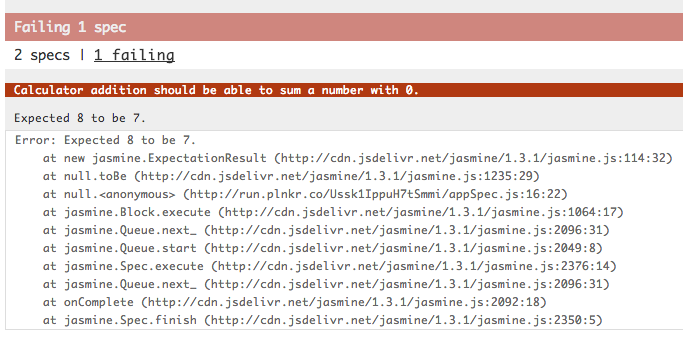 Failing 1 spec
2 specs | 1 failing
Calculator addition should be able to sum a number with 0.
Expected 8 to be 7.
Error: Expected 8 to be 7.
at new jasmine.ExpectationResult (http://cdn.jsdelivr.net/jasmine/1.3.1/jasmine.js:114:32)
at null.toBe (http://cdn.jsdelivr.net/jasmine/1.3.1/jasmine.js:1235:29)
at null.<anonymous> (http://run.plnkr.co/Ussk1IppuH7tSmmi/appSpec.js:16:22)
at jasmine.Block.execute (http://cdn.jsdelivr.net/jasmine/1.3.1/jasmine.js:1064:17)
at jasmine.Queue.next_ (http://cdn.jsdelivr.net/jasmine/1.3.1/jasmine.js:2096:31)
at jasmine.Queue.start (http://cdn.jsdelivr.net/jasmine/1.3.1/jasmine.js:2049:8)
at jasmine.Spec.execute (http://cdn.jsdelivr.net/jasmine/1.3.1/jasmine.js:2376:14)
at jasmine.Queue.next_ (http://cdn.jsdelivr.net/jasmine/1.3.1/jasmine.js:2096:31)
at onComplete (http://cdn.jsdelivr.net/jasmine/1.3.1/jasmine.js:2092:18)
at jasmine.Spec.finish (http://cdn.jsdelivr.net/jasmine/1.3.1/jasmine.js:2350:5)